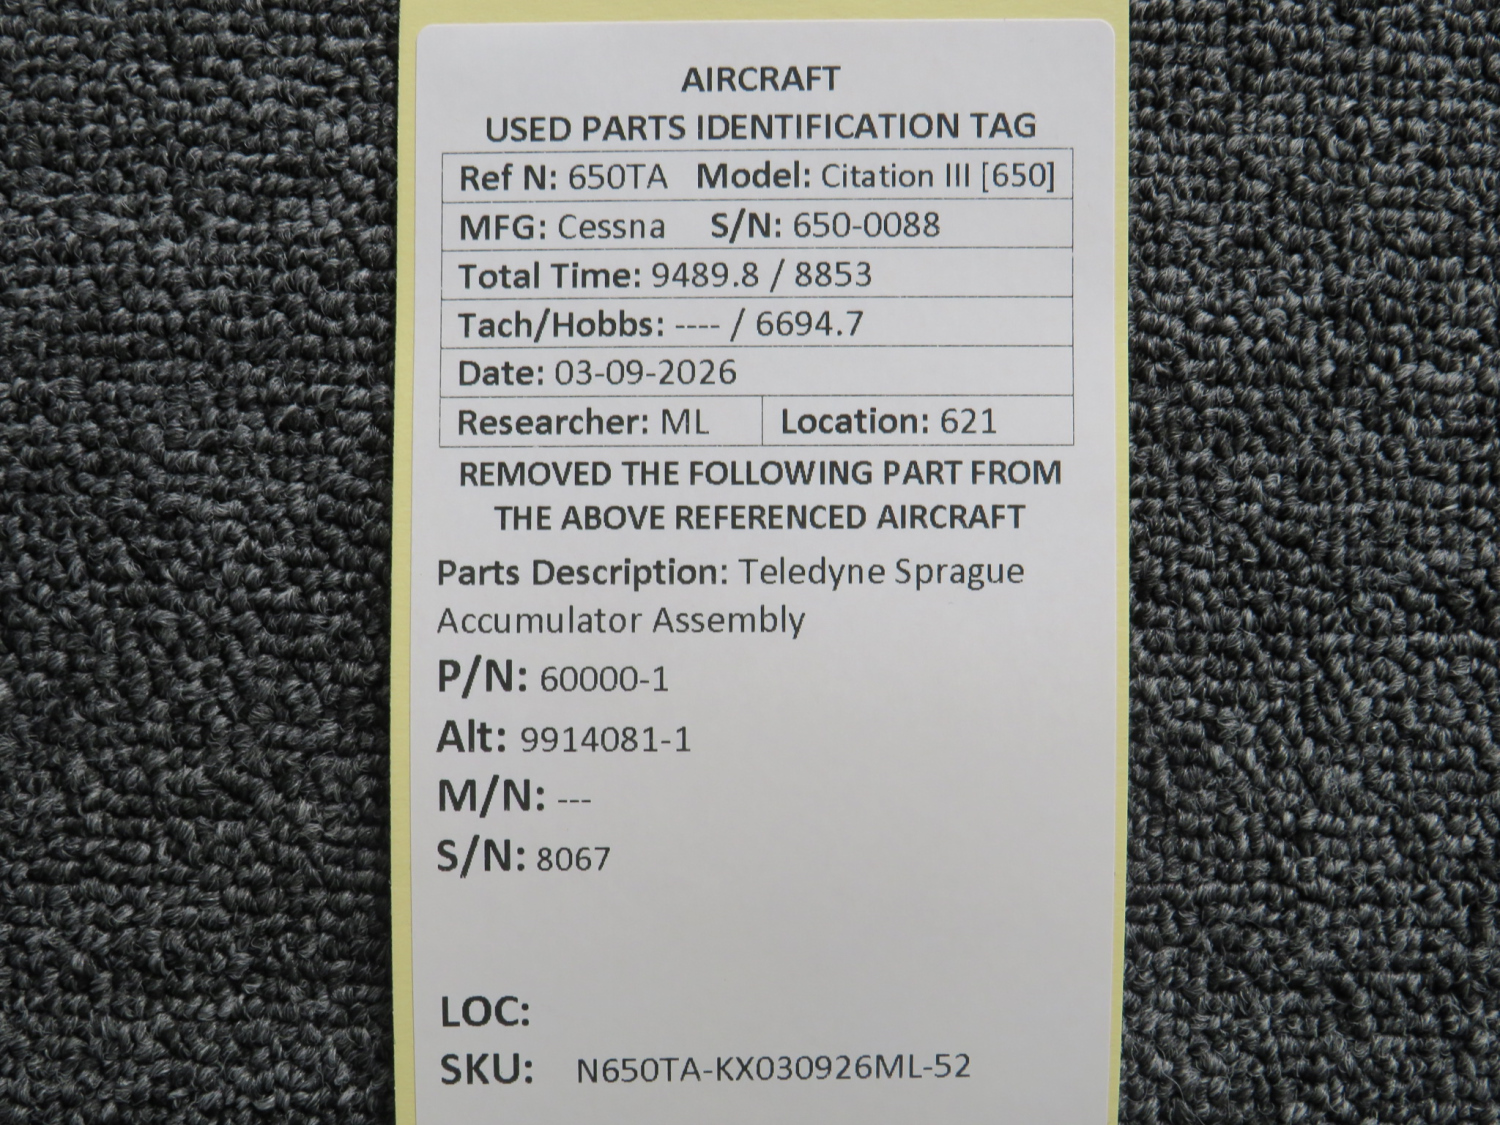 AIRCRAFT
USED PARTS IDENTIFICATION TAG
Ref N: 650TA Model: Citation III [650]
MFG: Cessna S/N: 650-0088
Total Time: 9489.8 / 8853
Tach/Hobbs: ---- / 6694.7
Date: 03-09-2026
Researcher: ML Location: 621
REMOVED THE FOLLOWING PART FROM
THE ABOVE REFERENCED AIRCRAFT
Parts Description: Teledyne Sprague
Accumulator Assembly
P/N: 60000-1
Alt: 9914081-1
M/N: ---
S/N: 8067
LOC:
SKU: N650TA-KX030926ML-52